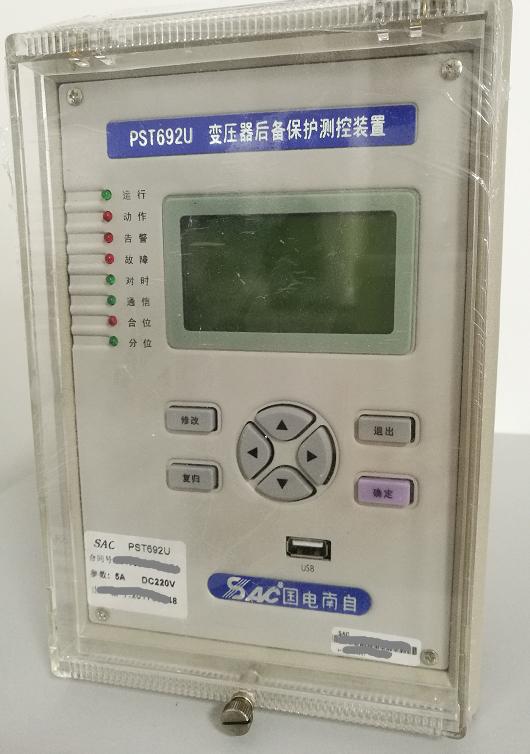 PST692U 变压器后备保护测控装置
运行
动作
告警
故障
对时
通信
合位
分位
修改
退出
复归
确定
USB
SAC PST692U
合同号
参数: 5A DC220V
SAC 国电南自
SAC